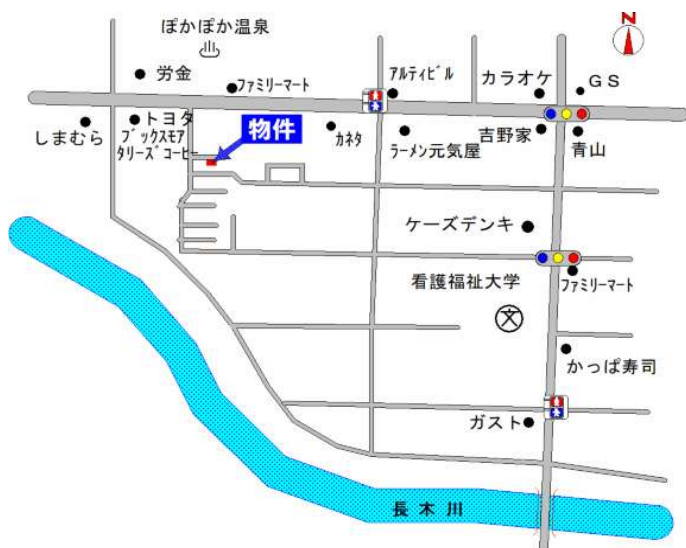 N
ぽかぽか温泉
労金
ﾌｧﾐﾘｰﾏｰﾄ
ｱﾙﾃｨﾋﾞﾙ
カラオケ
GS
しまむら
トヨタ
ﾌﾞｯｸｽﾓｱ
ﾀﾘｰｽﾞｺｰﾋｰ
物件
ｶﾈﾀ
ﾗｰﾒﾝ元気屋
吉野家
青山
ケーズデンキ
看護福祉大学
ﾌｧﾐﾘｰﾏｰﾄ
文
かっぱ寿司
ガスト
長木川